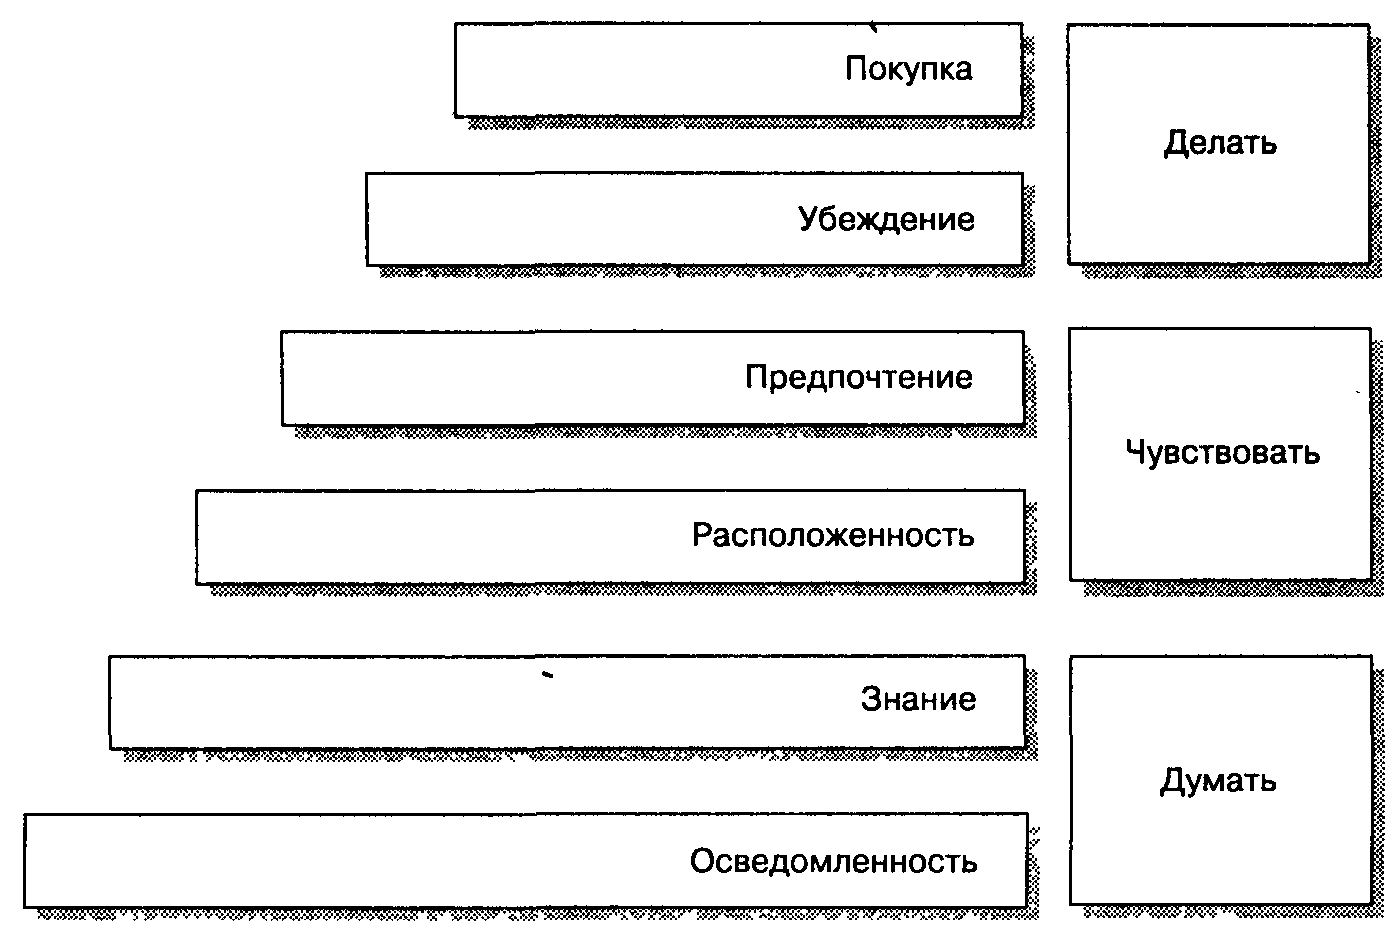 Покупка
Делать
Убеждение
Предпочтение
Чувствовать
Расположенность
Знание
Думать
Осведомленность